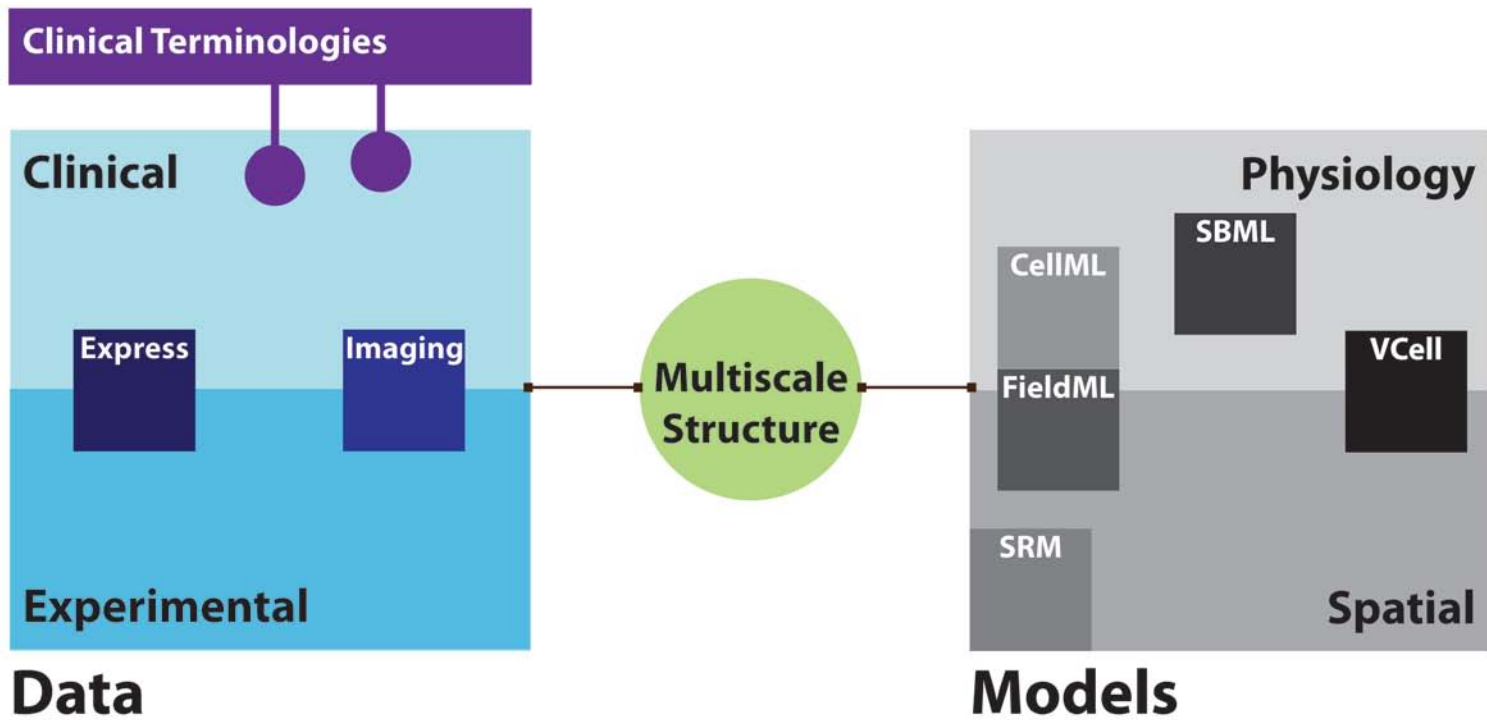 Clinical Terminologies
Clinical
Express
Imaging
Experimental
Data
Multiscale
Structure
Physiology
SBML
CellML
VCell
FieldML
SRM
Spatial
Models